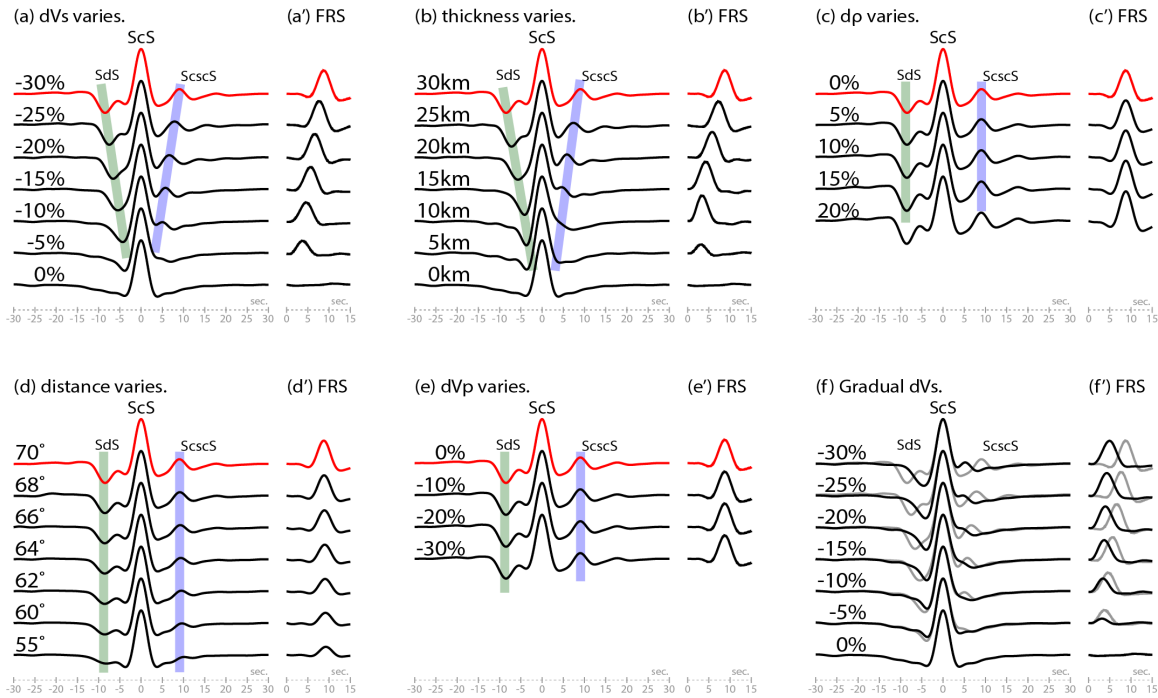 (a) dVs varies.
(a') FRS
ScS
SdS
ScscS
-30%
-25%
-20%
-15%
-10%
-5%
0%
sec.
sec.
-30 -25 -20 -15 -10 -5 0 5 10 15 20 25 30
0 5 10 15
(b) thickness varies.
(b') FRS
ScS
SdS
ScscS
30km
25km
20km
15km
10km
5km
0km
sec.
sec.
-30 -25 -20 -15 -10 -5 0 5 10 15 20 25 30
0 5 10 15
(c) dρ varies.
(c') FRS
ScS
SdS
ScscS
0%
5%
10%
15%
20%
sec.
sec.
-30 -25 -20 -15 -10 -5 0 5 10 15 20 25 30
0 5 10 15
(d) distance varies.
(d') FRS
ScS
SdS
ScscS
70°
68°
66°
64°
62°
60°
55°
sec.
sec.
-30 -25 -20 -15 -10 -5 0 5 10 15 20 25 30
0 5 10 15
(e) dVp varies.
(e') FRS
ScS
SdS
ScscS
0%
-10%
-20%
-30%
sec.
sec.
-30 -25 -20 -15 -10 -5 0 5 10 15 20 25 30
0 5 10 15
(f) Gradual dVs.
(f') FRS
ScS
SdS
ScscS
-30%
-25%
-20%
-15%
-10%
-5%
0%
sec.
sec.
-30 -25 -20 -15 -10 -5 0 5 10 15 20 25 30
0 5 10 15